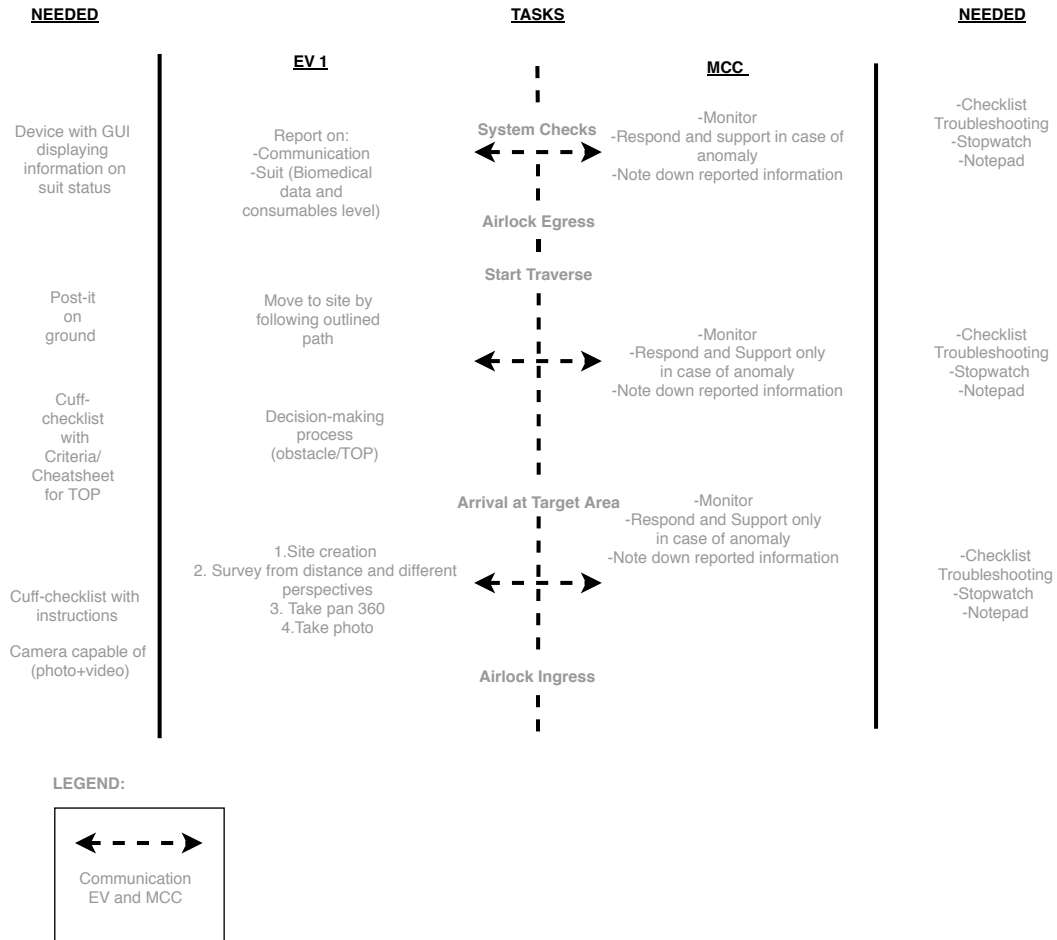 NEEDED
TASKS
NEEDED
EV 1
MCC
Device with GUI
displaying
information on
suit status
Report on:
-Communication
-Suit (Biomedical
data and
consumables level)
System Checks
-Monitor
-Respond and support in case of
anomaly
-Note down reported information
-Checklist
Troubleshooting
-Stopwatch
-Notepad
Airlock Egress
Start Traverse
Post-it
on
ground
Move to site by
following outlined
path
-Monitor
-Respond and Support only
in case of anomaly
-Note down reported information
-Checklist
Troubleshooting
-Stopwatch
-Notepad
Cuff-
checklist
with
Criteria/
Cheatsheet
for TOP
Decision-making
process
(obstacle/TOP)
Arrival at Target Area
-Monitor
-Respond and Support only
in case of anomaly
-Note down reported information
1.Site creation
2. Survey from distance and different
perspectives
3. Take pan 360
4.Take photo
-Checklist
Troubleshooting
-Stopwatch
-Notepad
Cuff-checklist with
instructions
Camera capable of
(photo+video)
Airlock Ingress
LEGEND:
Communication
EV and MCC